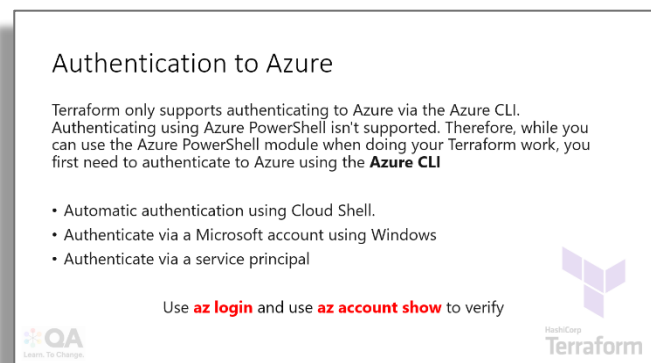 Authentication to Azure
Terraform only supports authenticating to Azure via the Azure CLI.
Authenticating using Azure PowerShell isn't supported. Therefore, while you
can use the Azure PowerShell module when doing your Terraform work, you
first need to authenticate to Azure using the Azure CLI
• Automatic authentication using Cloud Shell.
• Authenticate via a Microsoft account using Windows
• Authenticate via a service principal
Use az login and use az account show to verify
QA
Learn. To Change.
HashiCorp
Terraform